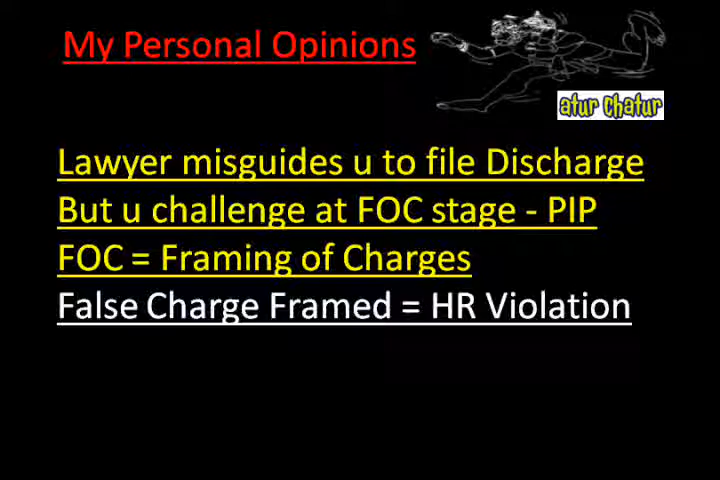 My Personal Opinions
atur chatur
Lawyer misguides u to file Discharge
But u challenge at FOC stage - PIP
FOC = Framing of Charges
False Charge Framed = HR Violation